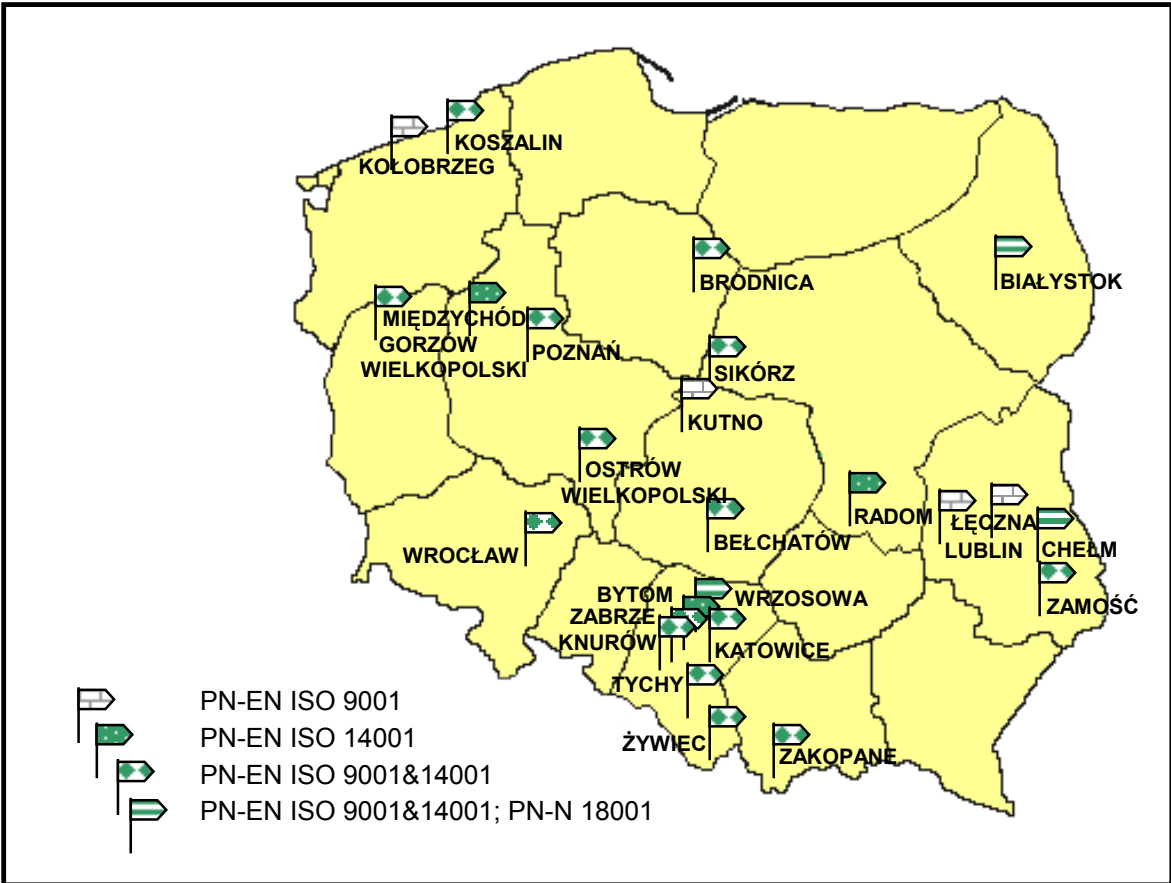 KOSZALIN
KOŁOBRZEG
BRODNICA
BIAŁYSTOK
MIĘDZYCHÓD
GORZÓW
WIELKOPOLSKI
POZNAŃ
SIKÓRZ
KUTNO
OSTRÓW
WIELKOPOLSKI
RADOM
ŁĘCZNA
LUBLIN
CHEŁM
WROCŁAW
BEŁCHATÓW
BYTOM
WRZOSOWA
ZABRZE
ZAMOŚĆ
KNURÓW
KATOWICE
TYCHY
ŻYWIEC
ZAKOPANE
PN-EN ISO 9001
PN-EN ISO 14001
PN-EN ISO 9001&14001
PN-EN ISO 9001&14001; PN-N 18001